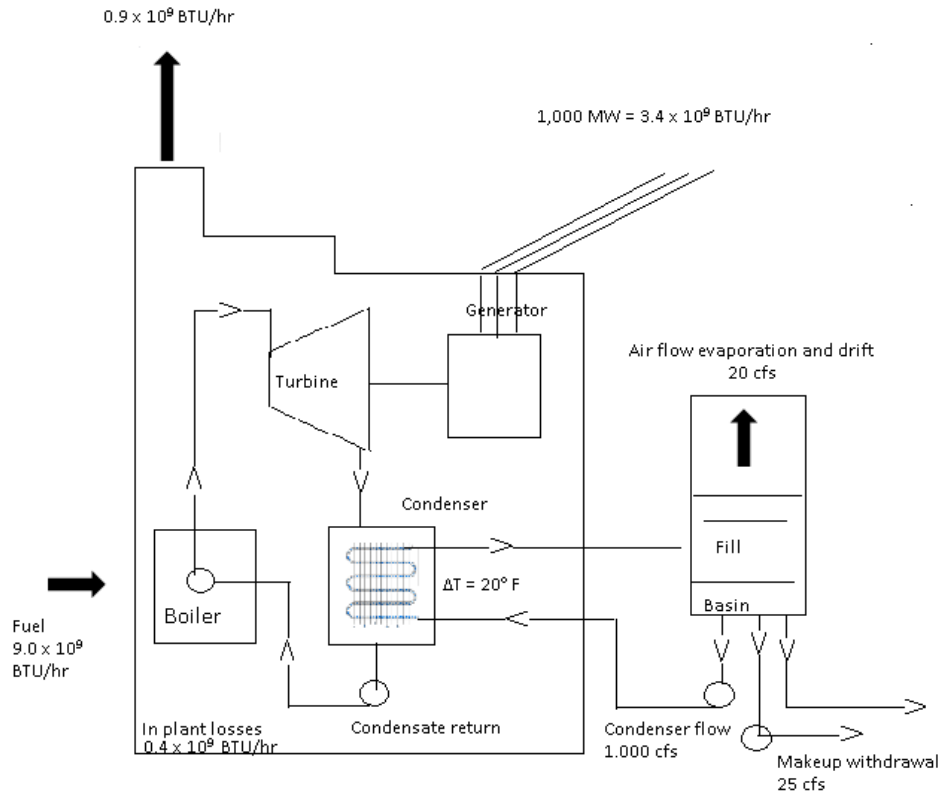 0.9 x 10⁹ BTU/hr
1,000 MW = 3.4 x 10⁹ BTU/hr
Generator
Air flow evaporation and drift
20 cfs
Turbine
Condenser
Fill
ΔT = 20° F
Basin
Boiler
Fuel
9.0 x 10⁹
BTU/hr
In plant losses
0.4 x 10⁹ BTU/hr
Condensate return
Condenser flow
1.000 cfs
Makeup withdrawal
25 cfs